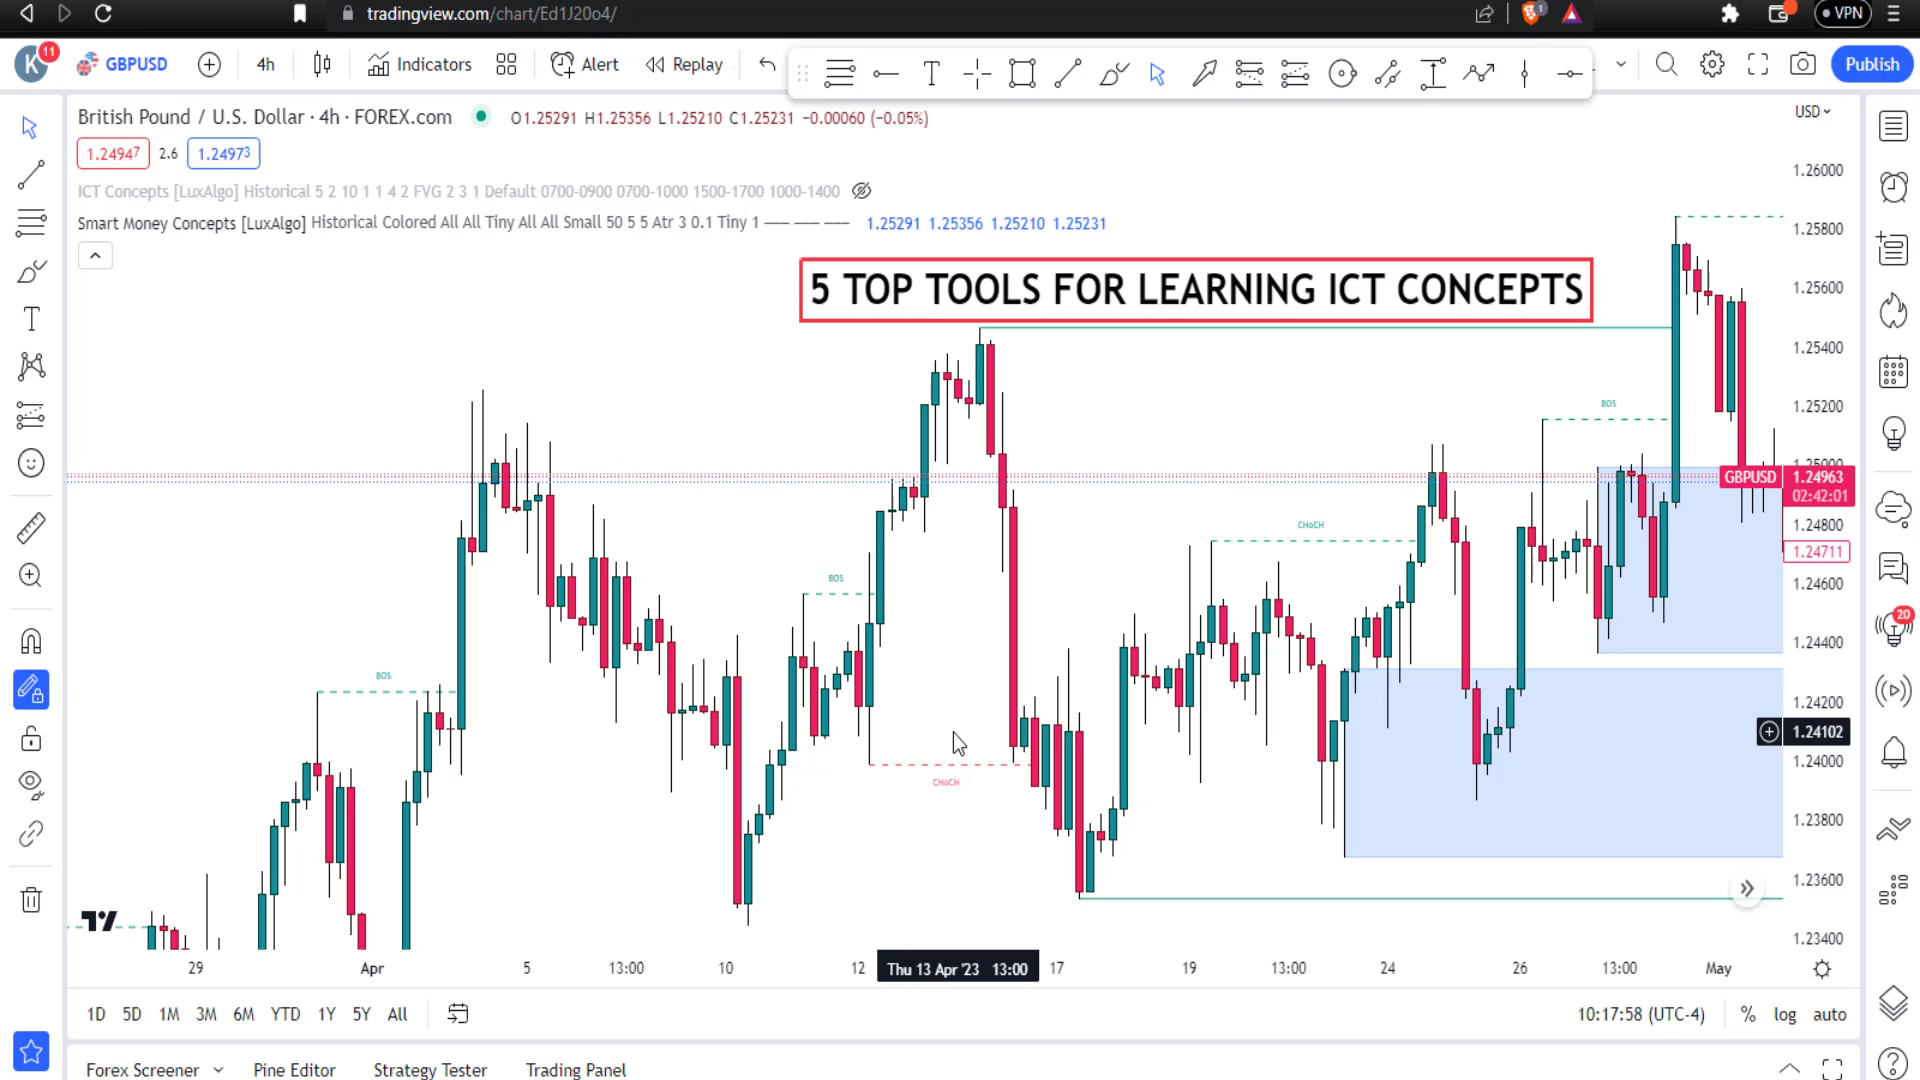 tradingview.com/chart/Ed1J20o4/
1
VPN
K
11
GBPUSD
4h
Indicators
Alert
Replay
Publish
British Pound / U.S. Dollar · 4h · FOREX.com
O1.25291 H1.25356 L1.25210 C1.25231 −0.00060 (−0.05%)
USD
1.24947
2.6
1.24973
ICT Concepts [LuxAlgo] Historical 5 2 10 1 1 4 2 FVG 2 3 1 Default 0700-0900 0700-1000 1500-1700 1000-1400
Smart Money Concepts [LuxAlgo] Historical Colored All All Tiny All All Small 50 5 5 Atr 3 0.1 Tiny 1 —— —— —— 1.25291 1.25356 1.25210 1.25231
5 TOP TOOLS FOR LEARNING ICT CONCEPTS
1.26000
1.25800
1.25600
1.25400
1.25200
1.25000
GBPUSD
1.24963
02:42:01
1.24800
1.24711
1.24600
1.24400
1.24200
1.24102
1.24000
1.23800
1.23600
1.23400
BOS
CHoCH
BOS
BOS
CHoCH
20
29
Apr
5
13:00
10
12
Thu 13 Apr '23 13:00
17
19
13:00
24
26
13:00
May
1D
5D
1M
3M
6M
YTD
1Y
5Y
All
10:17:58 (UTC-4)
%
log
auto
Forex Screener
Pine Editor
Strategy Tester
Trading Panel